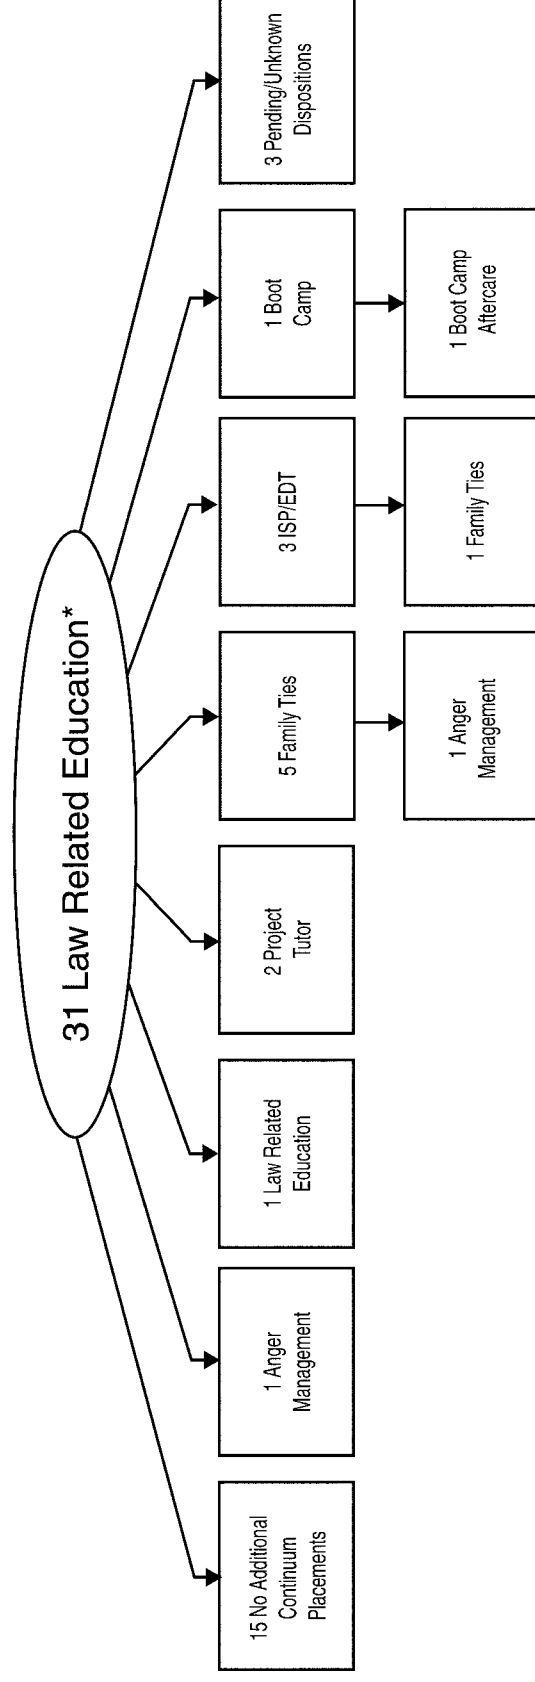 31 Law Related Education*
15 No Additional
Continuum
Placements
1 Anger
Management
1 Law Related
Education
2 Project
Tutor
5 Family Ties
3 ISP/EDT
1 Boot
Camp
3 Pending/Unknown
Dispositions
1 Anger
Management
1 Family Ties
1 Boot Camp
Aftercare